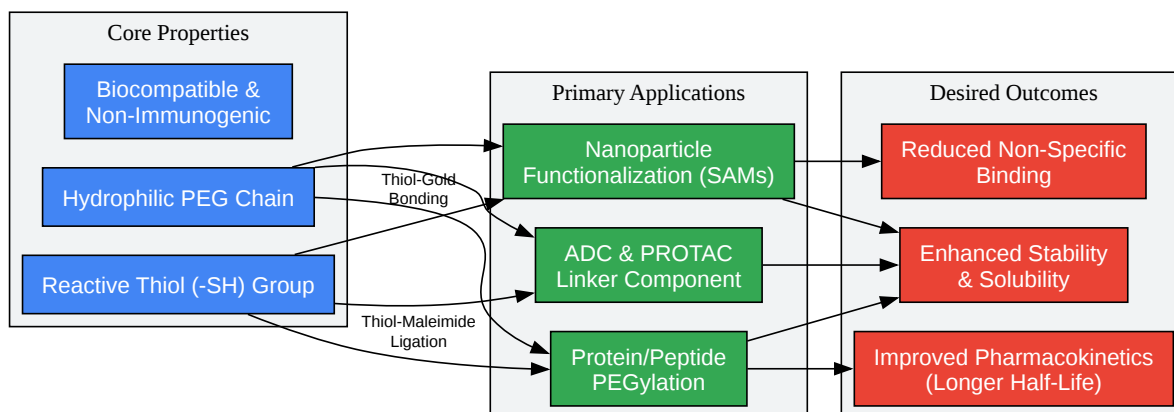 Core Properties
Biocompatible &
Non-Immunogenic
Hydrophilic PEG Chain
Reactive Thiol (-SH) Group
Thiol-Gold
Bonding
Thiol-Maleimide
Ligation
Primary Applications
Nanoparticle
Functionalization (SAMs)
ADC & PROTAC
Linker Component
Protein/Peptide
PEGylation
Desired Outcomes
Reduced Non-Specific
Binding
Enhanced Stability
& Solubility
Improved Pharmacokinetics
(Longer Half-Life)